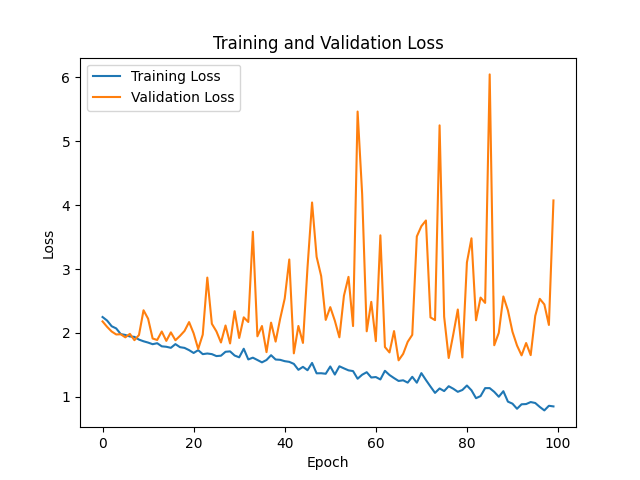 Training and Validation Loss
Training Loss
Validation Loss
6
5
4
3
2
1
Loss
0 20 40 60 80 100
Epoch